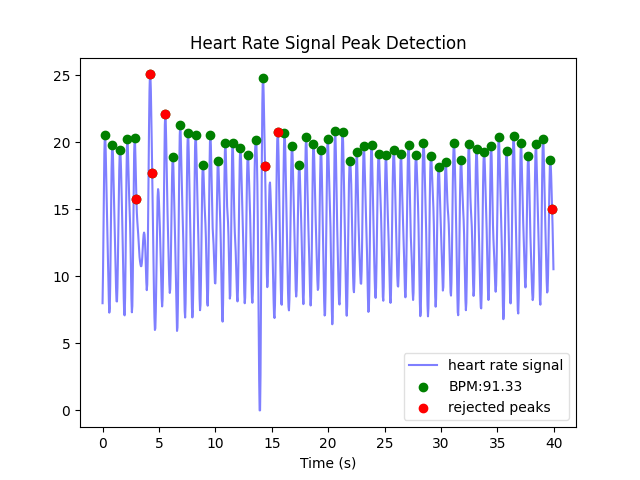 Heart Rate Signal Peak Detection
25
20
15
10
5
0
heart rate signal
BPM:91.33
rejected peaks
0 5 10 15 20 25 30 35 40
Time (s)